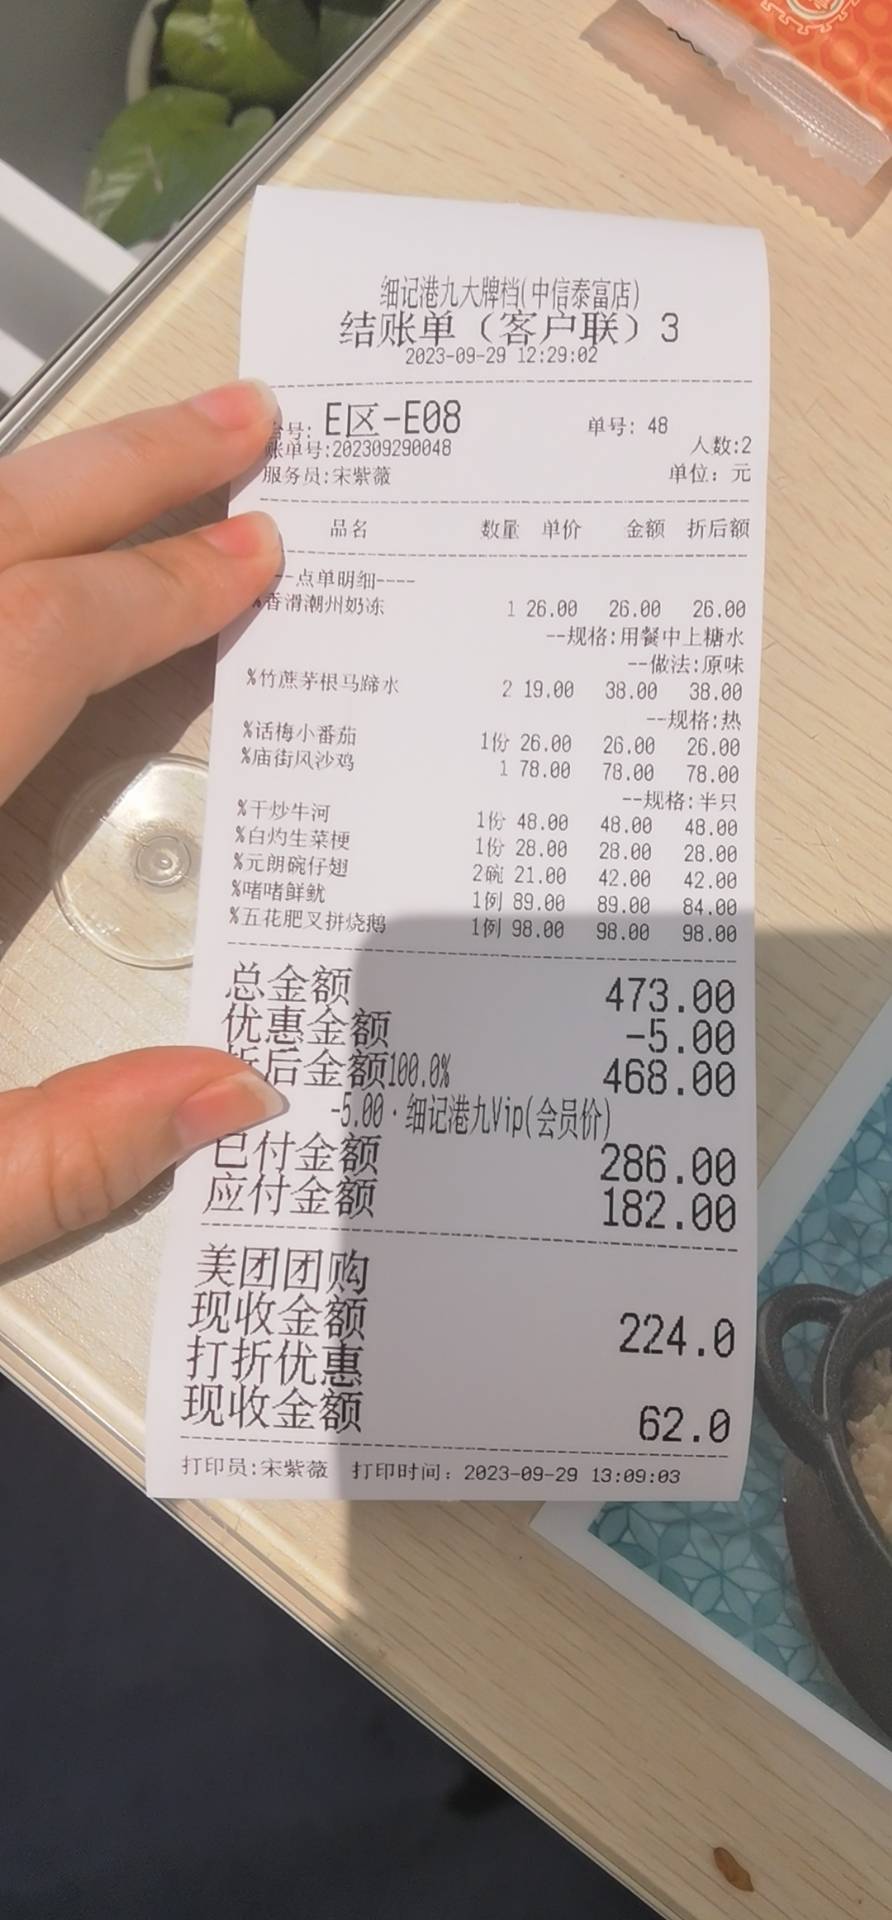 细记港九大牌档(中信泰富店)
结账单（客户联）3
2023-09-29 12:29:02
台号: E区-E08 单号: 48
账单号:202309290048 人数:2
服务员:宋紫薇 单位: 元
品名 数量 单价 金额 折后额
--点单明细----
%香滑潮州奶冻 1 26.00 26.00 26.00
--规格:用餐中上糖水
--做法:原味
%竹蔗茅根马蹄水 2 19.00 38.00 38.00
--规格:热
%话梅小番茄 1份 26.00 26.00 26.00
%庙街风沙鸡 1 78.00 78.00 78.00
--规格:半只
%干炒牛河 1份 48.00 48.00 48.00
%白灼生菜梗 1份 28.00 28.00 28.00
%元朗碗仔翅 2碗 21.00 42.00 42.00
%啫啫鲜鱿 1例 89.00 89.00 84.00
%五花肥叉拼烧鹅 1例 98.00 98.00 98.00
总金额 473.00
优惠金额 -5.00
折后金额100.0% 468.00
-5.00·细记港九Vip(会员价)
已付金额 286.00
应付金额 182.00
美团团购
现收金额 224.0
打折优惠
现收金额 62.0
打印员:宋紫薇 打印时间: 2023-09-29 13:09:03